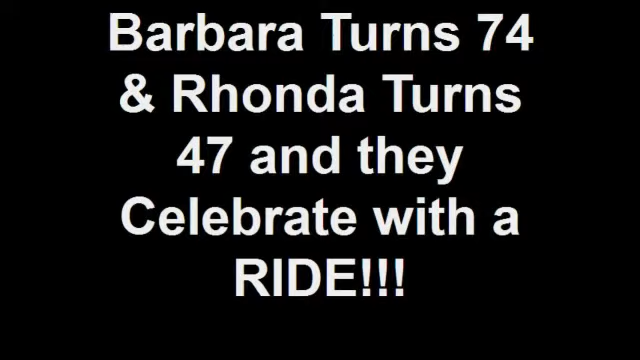 Barbara Turns 74
& Rhonda Turns
47 and they
Celebrate with a
RIDE!!!